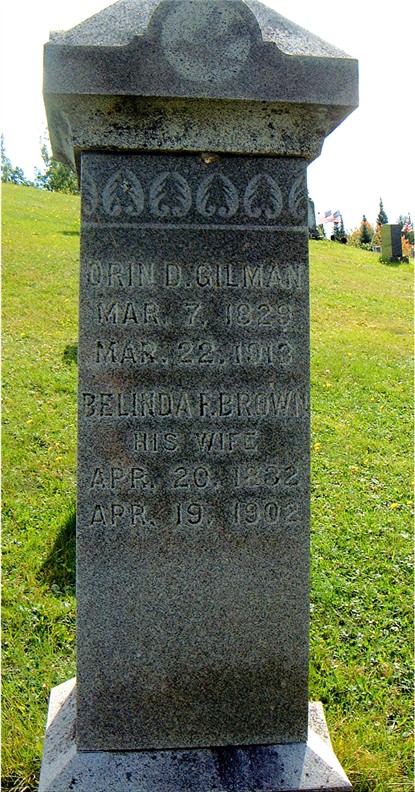 ORIN D. GILMAN
MAR. 7, 1829
MAR. 22, 1913
BELINDA F. BROWN
HIS WIFE
APR. 20, 1832
APR. 19, 1902